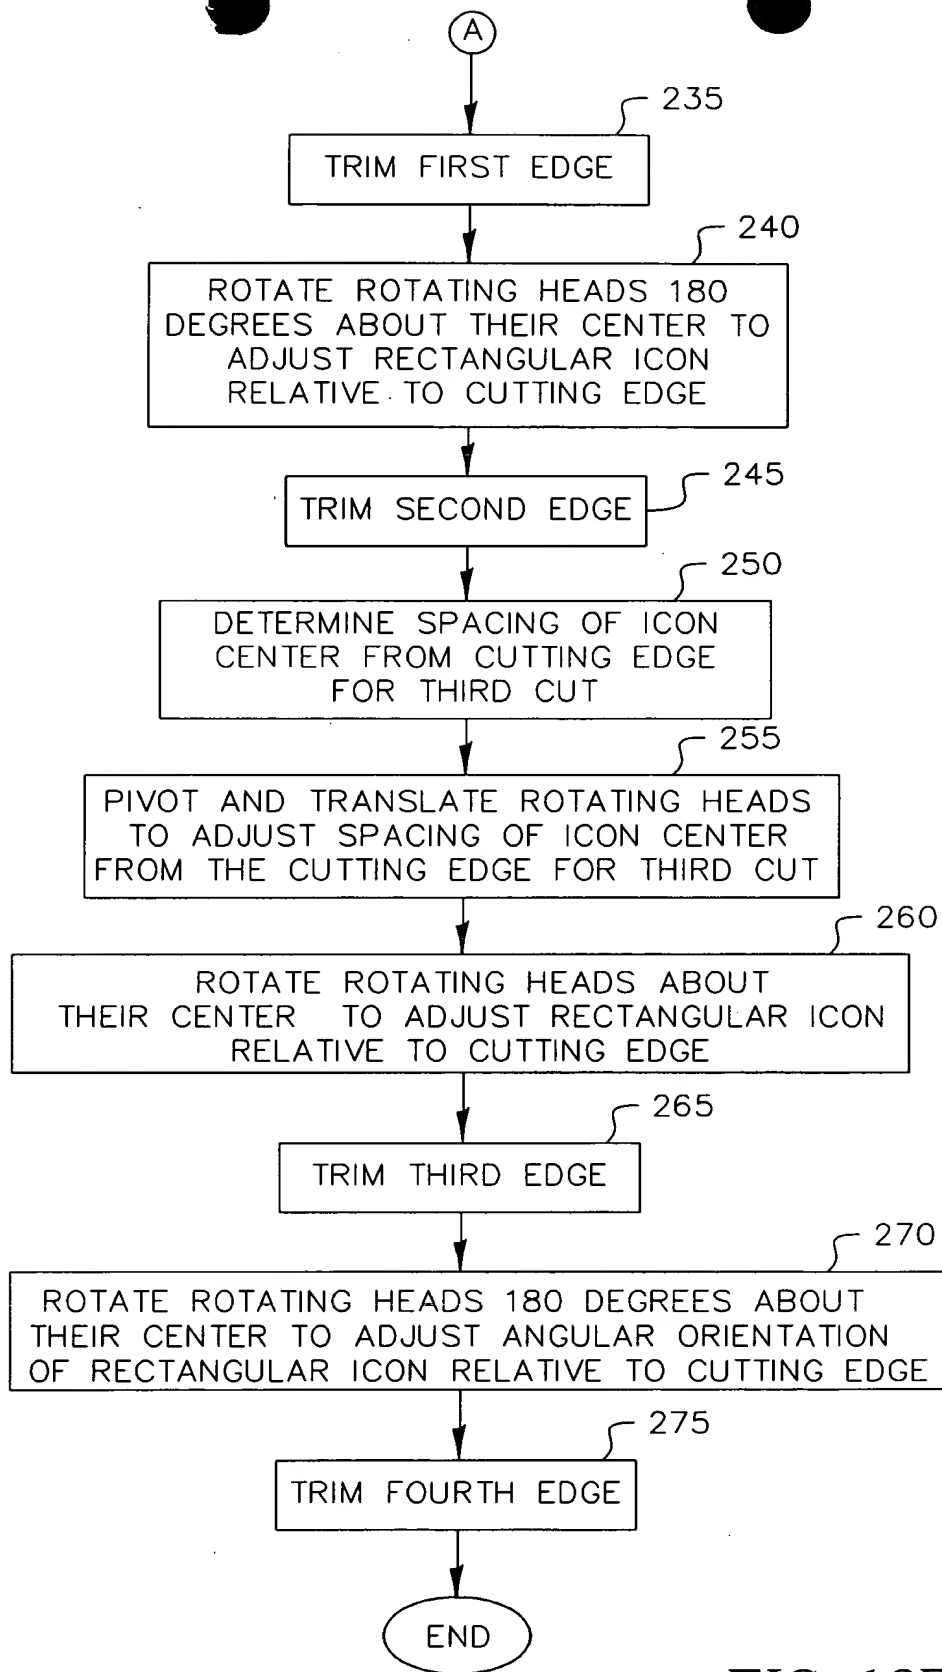 A
235
TRIM FIRST EDGE
240
ROTATE ROTATING HEADS 180
DEGREES ABOUT THEIR CENTER TO
ADJUST RECTANGULAR ICON
RELATIVE TO CUTTING EDGE
245
TRIM SECOND EDGE
250
DETERMINE SPACING OF ICON
CENTER FROM CUTTING EDGE
FOR THIRD CUT
255
PIVOT AND TRANSLATE ROTATING HEADS
TO ADJUST SPACING OF ICON CENTER
FROM THE CUTTING EDGE FOR THIRD CUT
260
ROTATE ROTATING HEADS ABOUT
THEIR CENTER TO ADJUST RECTANGULAR ICON
RELATIVE TO CUTTING EDGE
265
TRIM THIRD EDGE
270
ROTATE ROTATING HEADS 180 DEGREES ABOUT
THEIR CENTER TO ADJUST ANGULAR ORIENTATION
OF RECTANGULAR ICON RELATIVE TO CUTTING EDGE
275
TRIM FOURTH EDGE
END